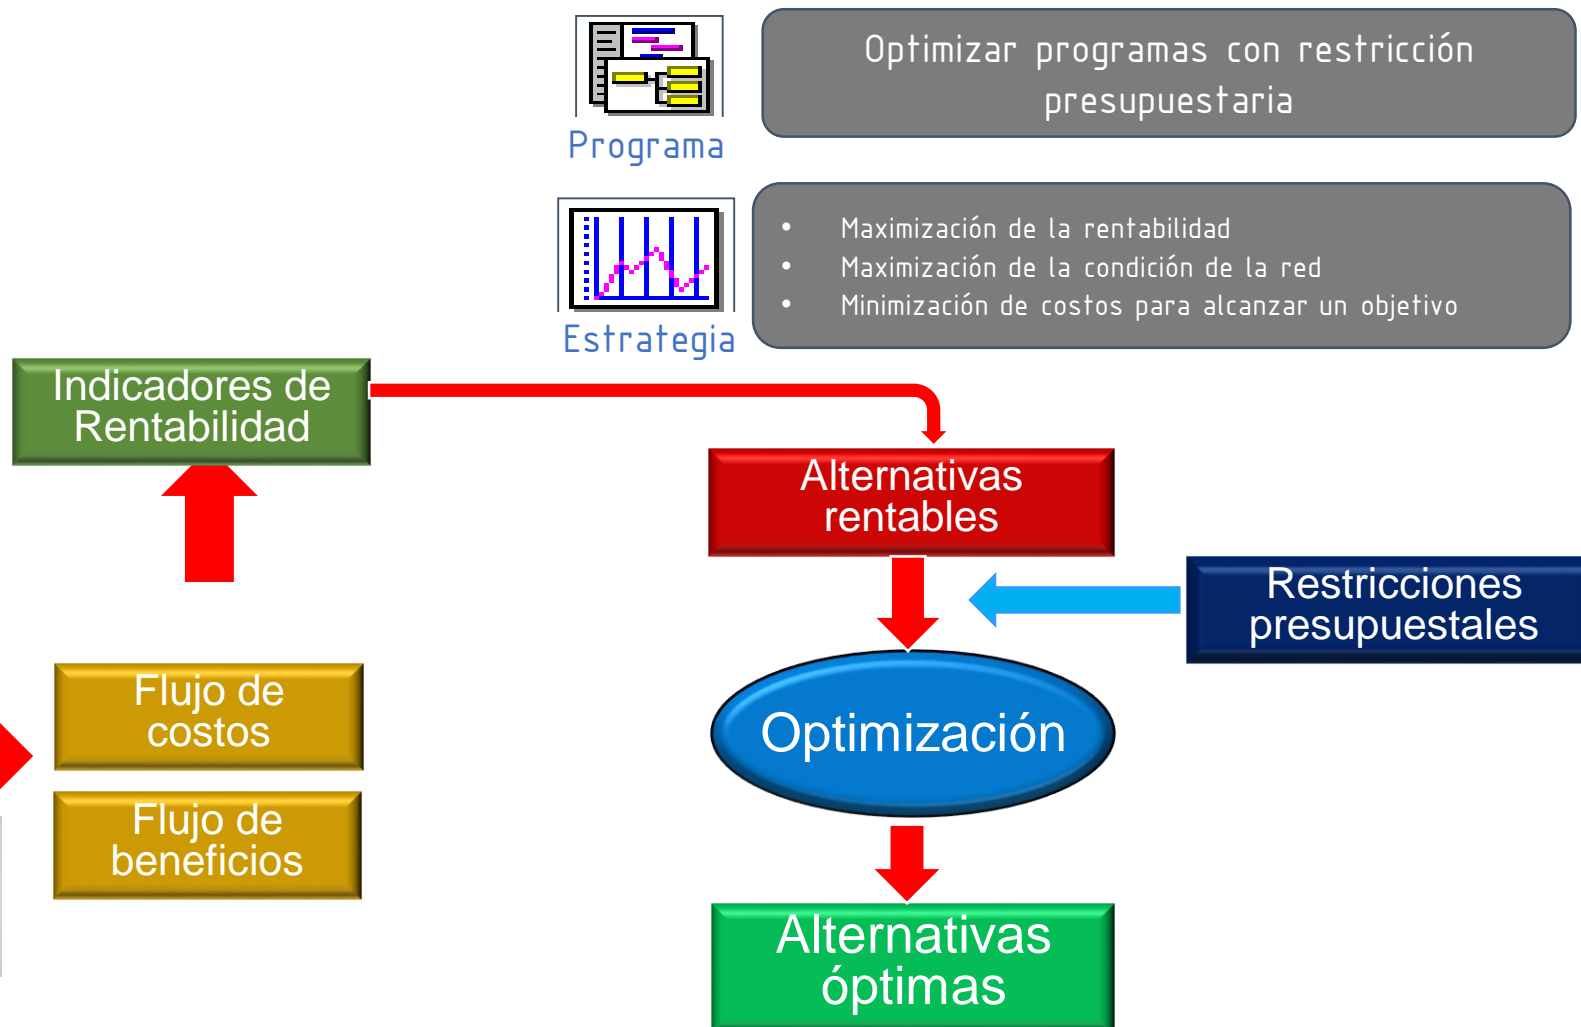 Optimizar programas con restricción
presupuestaria
Programa
• Maximización de la rentabilidad
• Maximización de la condición de la red
• Minimización de costos para alcanzar un objetivo
Estrategia
Indicadores de
Rentabilidad
Alternativas
rentables
Restricciones
presupuestales
Flujo de
costos
Optimización
Flujo de
beneficios
Alternativas
óptimas